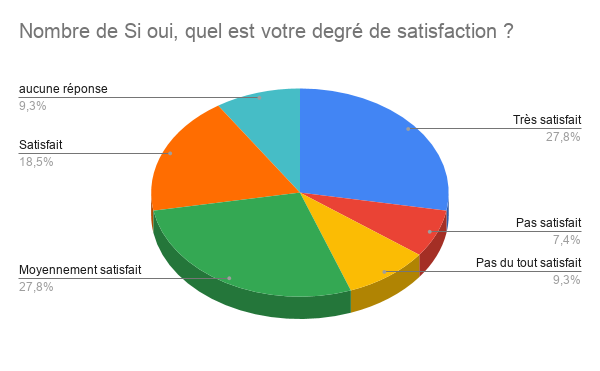 Nombre de Si oui, quel est votre degré de satisfaction ?
aucune réponse
9,3%
Très satisfait
27,8%
Satisfait
18,5%
Pas satisfait
7,4%
Pas du tout satisfait
9,3%
Moyennement satisfait
27,8%